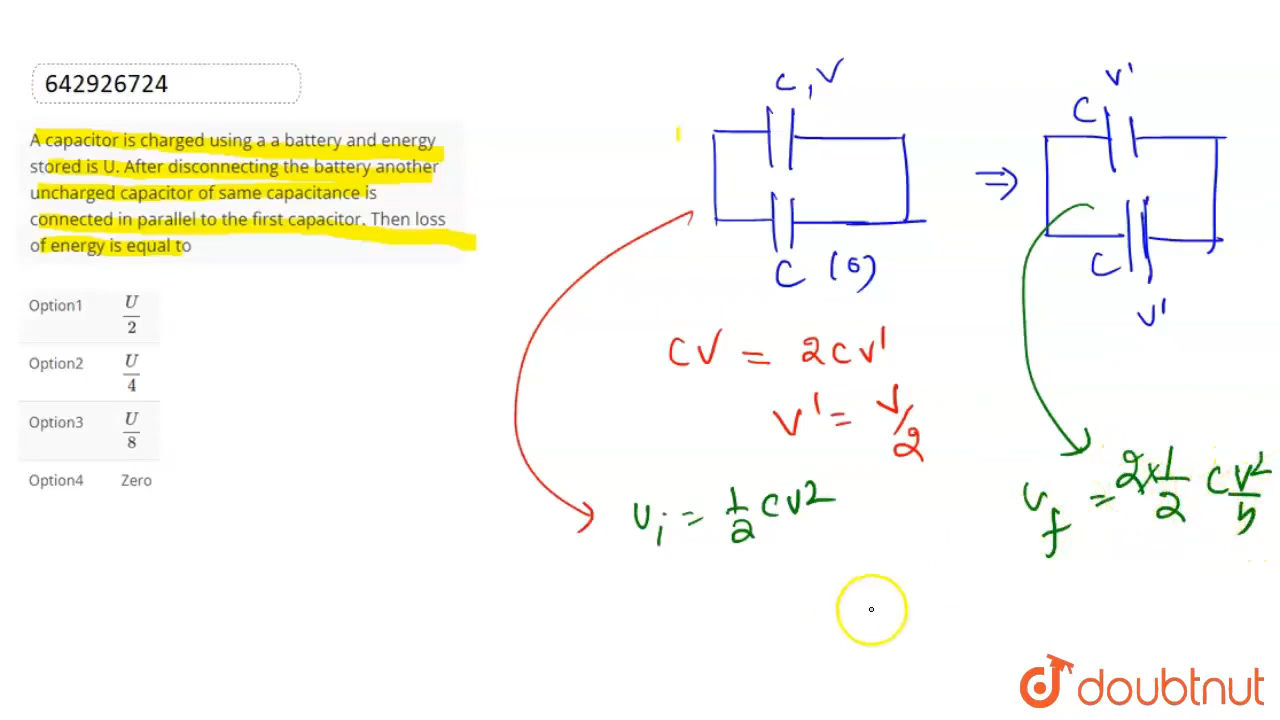 642926724
A capacitor is charged using a a battery and energy
stored is U. After disconnecting the battery another
uncharged capacitor of same capacitance is
connected in parallel to the first capacitor. Then loss
of energy is equal to
Option1 U/2
Option2 U/4
Option3 U/8
Option4 Zero
C, V
C (0)
⇒
V'
C
C
V'
CV = 2CV'
V' = V/2
Ui = 1/2 CV²
Uf = 2×1/2 CV²/4
doubtnut